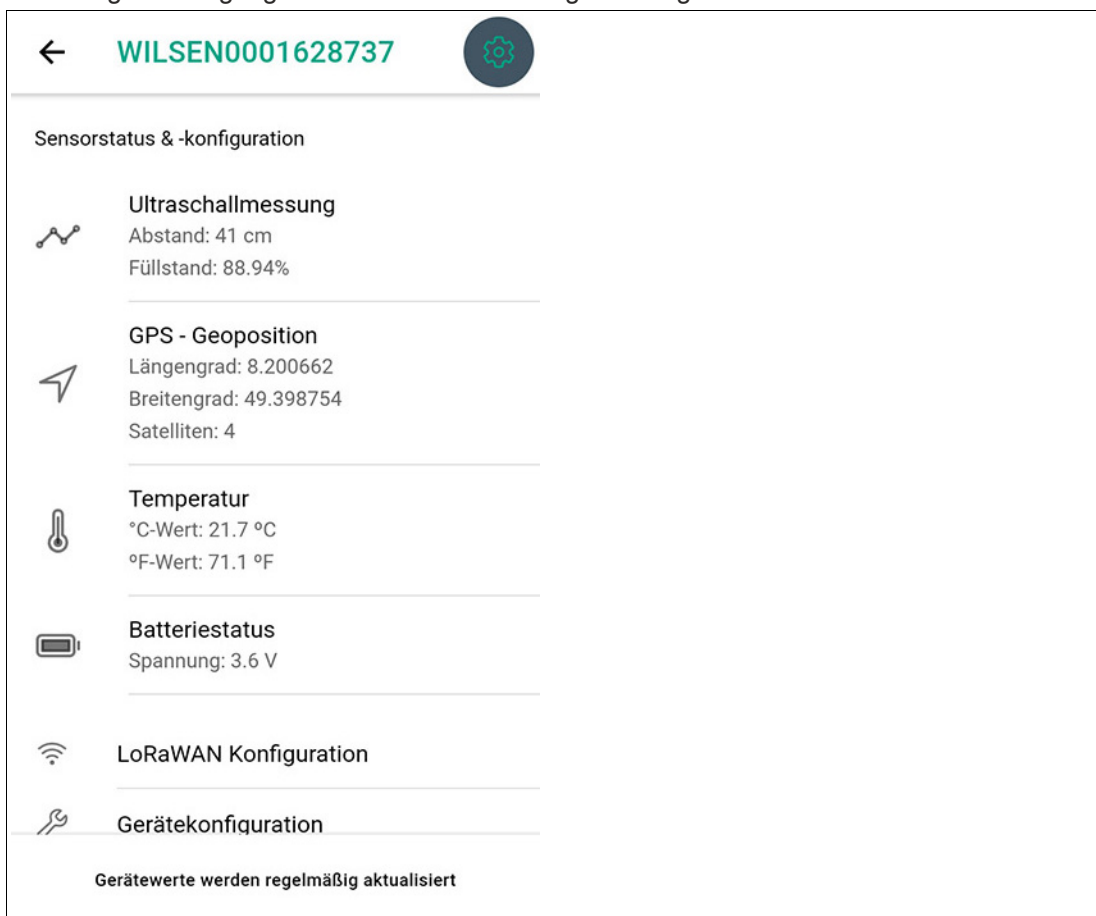 WILSEN0001628737
Sensorstatus & -konfiguration
Ultraschallmessung
Abstand: 41 cm
Füllstand: 88.94%
GPS - Geoposition
Längengrad: 8.200662
Breitengrad: 49.398754
Satelliten: 4
Temperatur
°C-Wert: 21.7 ºC
ºF-Wert: 71.1 ºF
Batteriestatus
Spannung: 3.6 V
LoRaWAN Konfiguration
Gerätekonfiguration
Gerätewerte werden regelmäßig aktualisiert